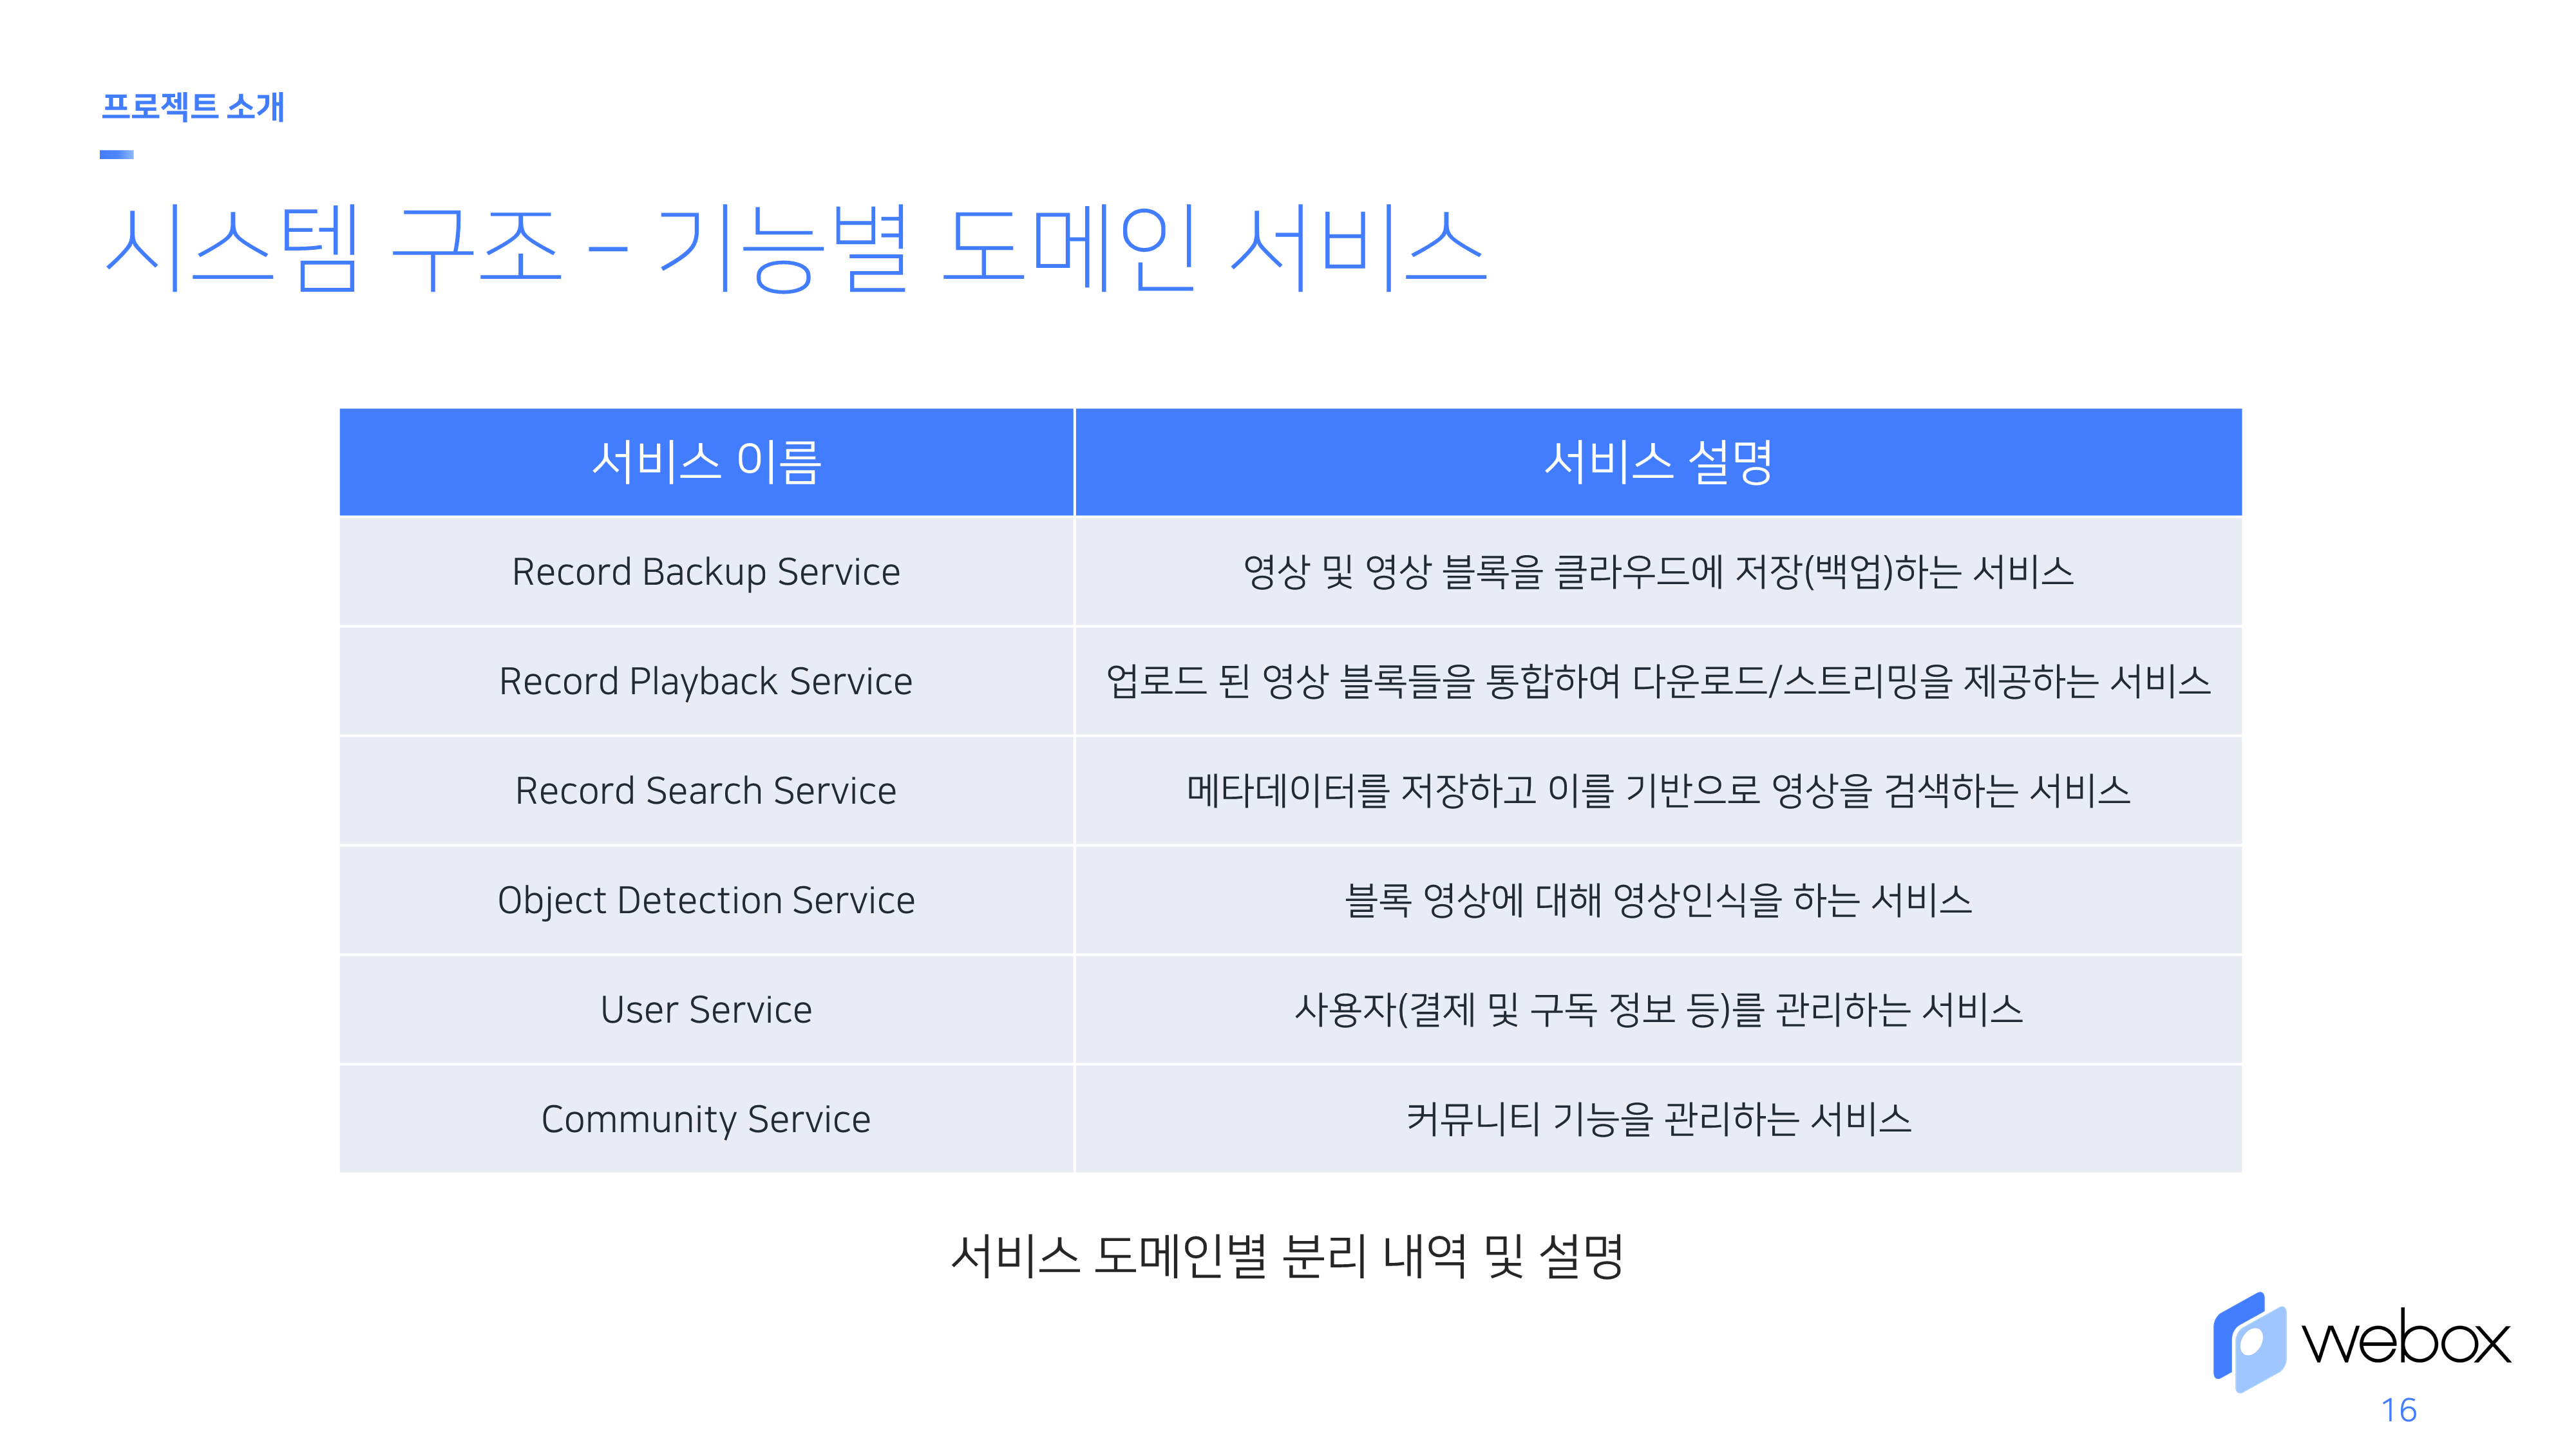 프로젝트 소개
시스템 구조 - 기능별 도메인 서비스
서비스 이름 서비스 설명
Record Backup Service 영상 및 영상 블록을 클라우드에 저장(백업)하는 서비스
Record Playback Service 업로드 된 영상 블록들을 통합하여 다운로드/스트리밍을 제공하는 서비스
Record Search Service 메타데이터를 저장하고 이를 기반으로 영상을 검색하는 서비스
Object Detection Service 블록 영상에 대해 영상인식을 하는 서비스
User Service 사용자(결제 및 구독 정보 등)를 관리하는 서비스
Community Service 커뮤니티 기능을 관리하는 서비스
서비스 도메인별 분리 내역 및 설명
webox
16